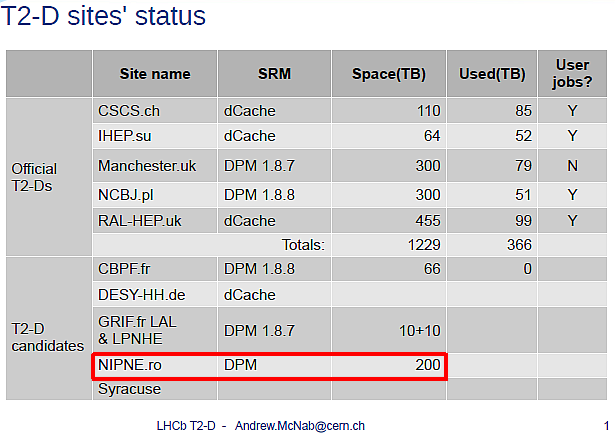 T2-D sites' status
Site name SRM Space(TB) Used(TB) User jobs?
Official T2-Ds
CSCS.ch dCache 110 85 Y
IHEP.su dCache 64 52 Y
Manchester.uk DPM 1.8.7 300 79 N
NCBJ.pl DPM 1.8.8 300 51 Y
RAL-HEP.uk dCache 455 99 Y
Totals: 1229 366
T2-D candidates
CBPF.fr DPM 1.8.8 66 0
DESY-HH.de dCache
GRIF.fr LAL & LPNHE DPM 1.8.7 10+10
NIPNE.ro DPM 200
Syracuse
LHCb T2-D - Andrew.McNab@cern.ch 1